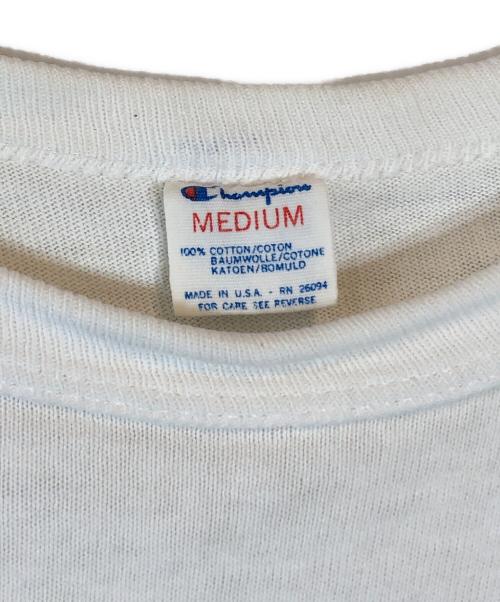 Champion
MEDIUM
100% COTTON/COTON
BAUMWOLLE/COTONE
KATOEN/BOMULD
MADE IN U.S.A. - RN 26094
FOR CARE SEE REVERSE